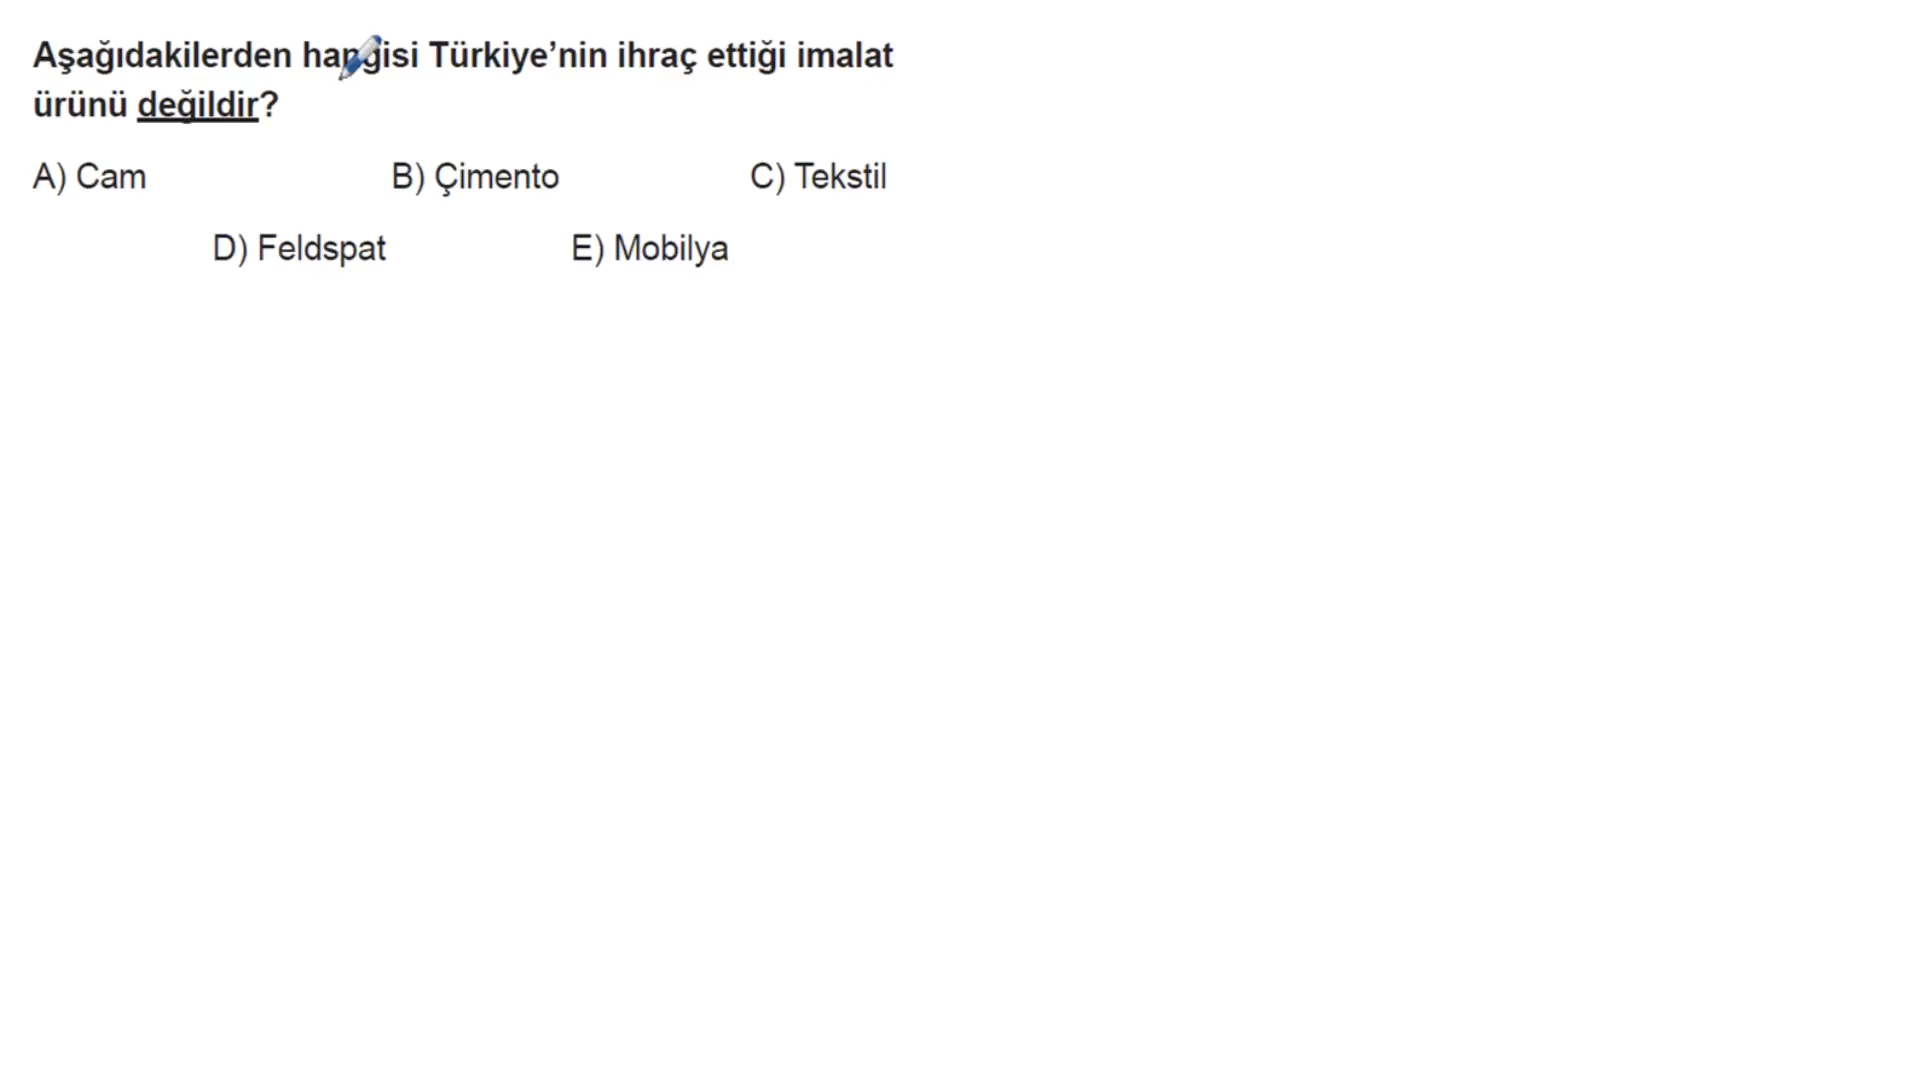 Aşağıdakilerden hangisi Türkiye’nin ihraç ettiği imalat
ürünü değildir?
A) Cam B) Çimento C) Tekstil
D) Feldspat E) Mobilya